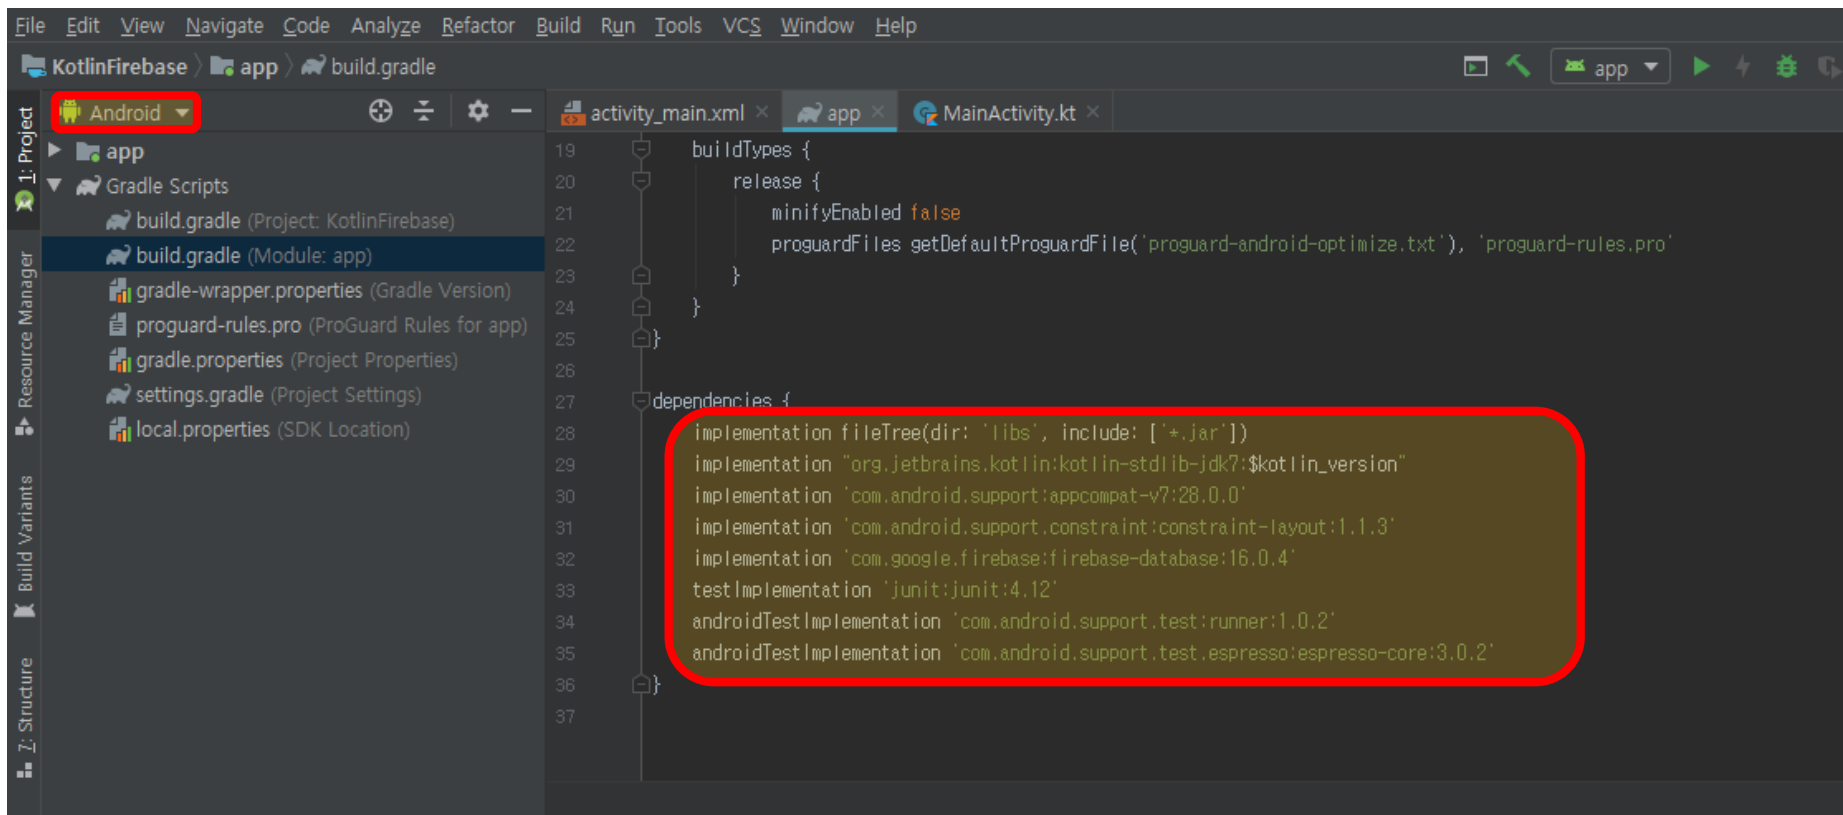 File Edit View Navigate Code Analyze Refactor Build Run Tools VCS Window Help
KotlinFirebase app build.gradle
app
Android
activity_main.xml app MainActivity.kt
1: Project
Resource Manager
Build Variants
7: Structure
app
Gradle Scripts
build.gradle (Project: KotlinFirebase)
build.gradle (Module: app)
gradle-wrapper.properties (Gradle Version)
proguard-rules.pro (ProGuard Rules for app)
gradle.properties (Project Properties)
settings.gradle (Project Settings)
local.properties (SDK Location)
19 buildTypes {
20 release {
21 minifyEnabled false
22 proguardFiles getDefaultProguardFile('proguard-android-optimize.txt'), 'proguard-rules.pro'
23 }
24 }
25 }
26
27 dependencies {
28 implementation fileTree(dir: 'libs', include: ['*.jar'])
29 implementation "org.jetbrains.kotlin:kotlin-stdlib-jdk7:$kotlin_version"
30 implementation 'com.android.support:appcompat-v7:28.0.0'
31 implementation 'com.android.support.constraint:constraint-layout:1.1.3'
32 implementation 'com.google.firebase:firebase-database:16.0.4'
33 testImplementation 'junit:junit:4.12'
34 androidTestImplementation 'com.android.support.test:runner:1.0.2'
35 androidTestImplementation 'com.android.support.test.espresso:espresso-core:3.0.2'
36 }
37